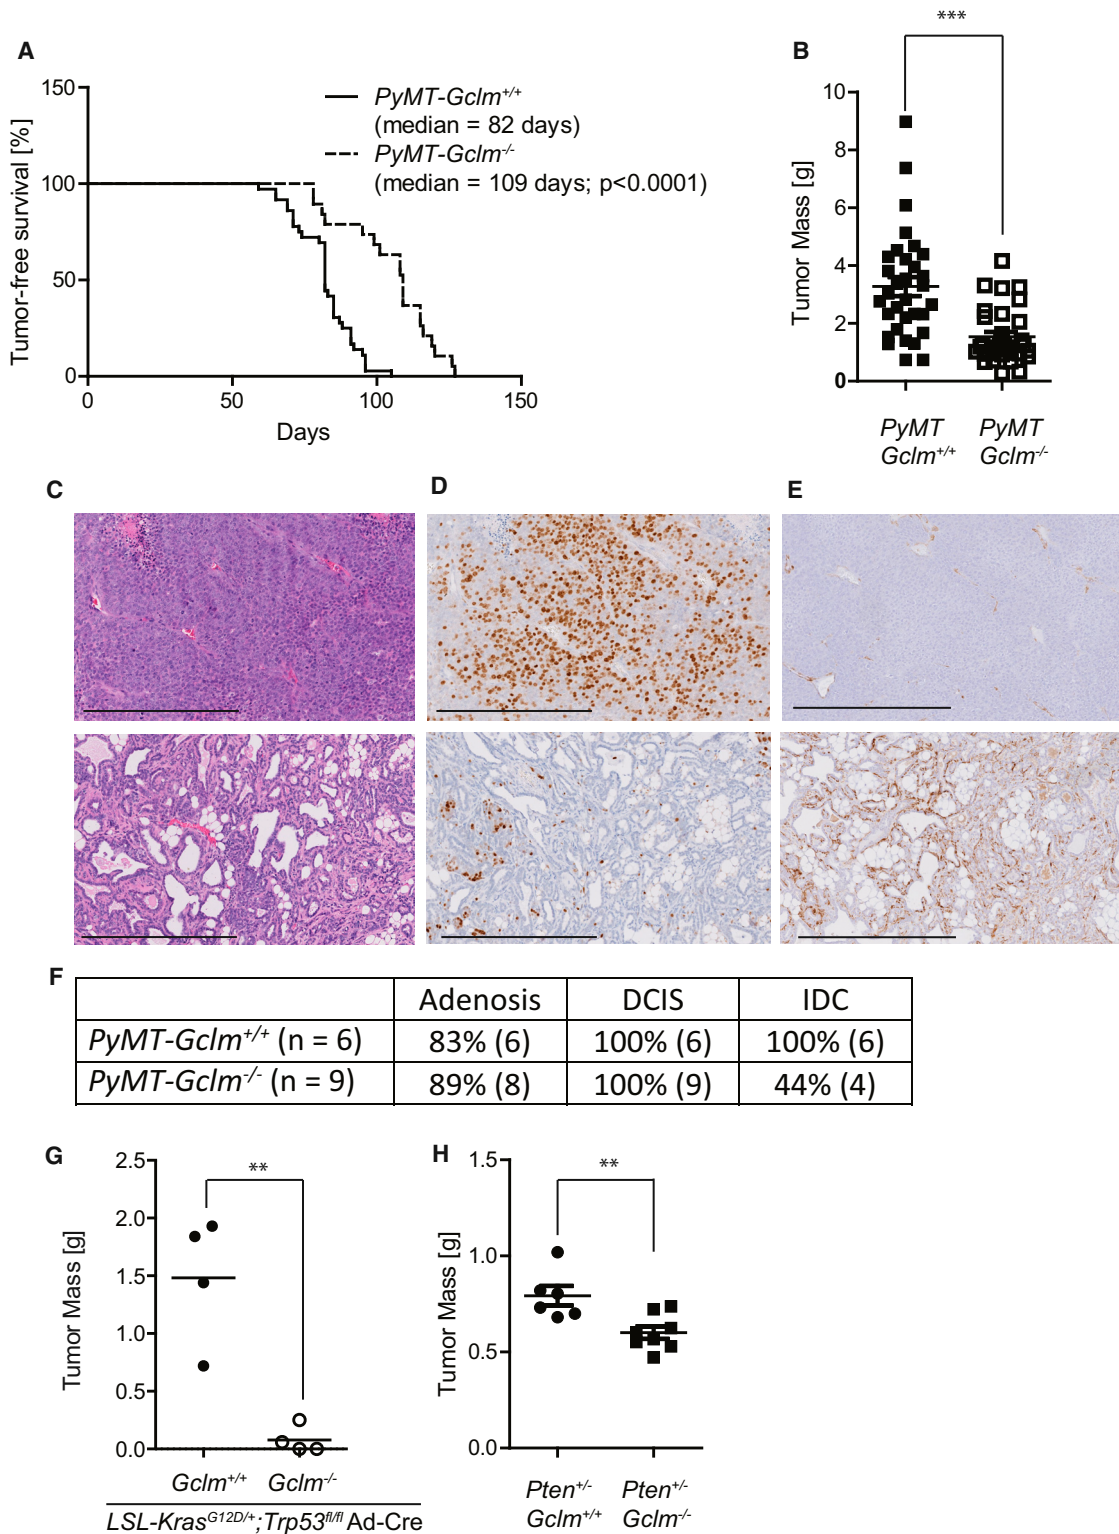 A
150
100
50
0
Tumor-free survival [%]
0 50 100 150
Days
PyMT-Gclm+/+
(median = 82 days)
PyMT-Gclm-/-
(median = 109 days; p<0.0001)
B
***
10
8
6
4
2
0
Tumor Mass [g]
PyMT Gclm+/+
PyMT Gclm-/-
C
D
E
F
Adenosis DCIS IDC
PyMT-Gclm+/+ (n = 6) 83% (6) 100% (6) 100% (6)
PyMT-Gclm-/- (n = 9) 89% (8) 100% (9) 44% (4)
G
**
2.5
2.0
1.5
1.0
0.5
0.0
Tumor Mass [g]
Gclm+/+ Gclm-/-
LSL-KrasG12D/+;Trp53fl/fl Ad-Cre
H
**
1.5
1.0
0.5
0.0
Tumor Mass [g]
Pten+/- Gclm+/+
Pten+/- Gclm-/-